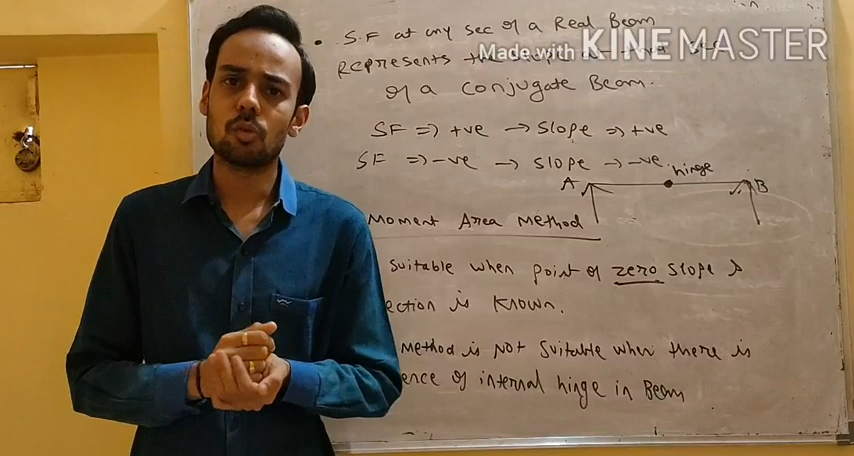 • S.F at any sec of a Real Beam
Made with KINEMASTER
Represents the
of a conjugate Beam.
SF => +ve -> Slope => +ve
SF => -ve -> Slope -> -ve
hinge
A B
Moment Area Method
Suitable when point of zero slope &
ection is known.
Method is Not Suitable when there is
ence of internal hinge in Beam